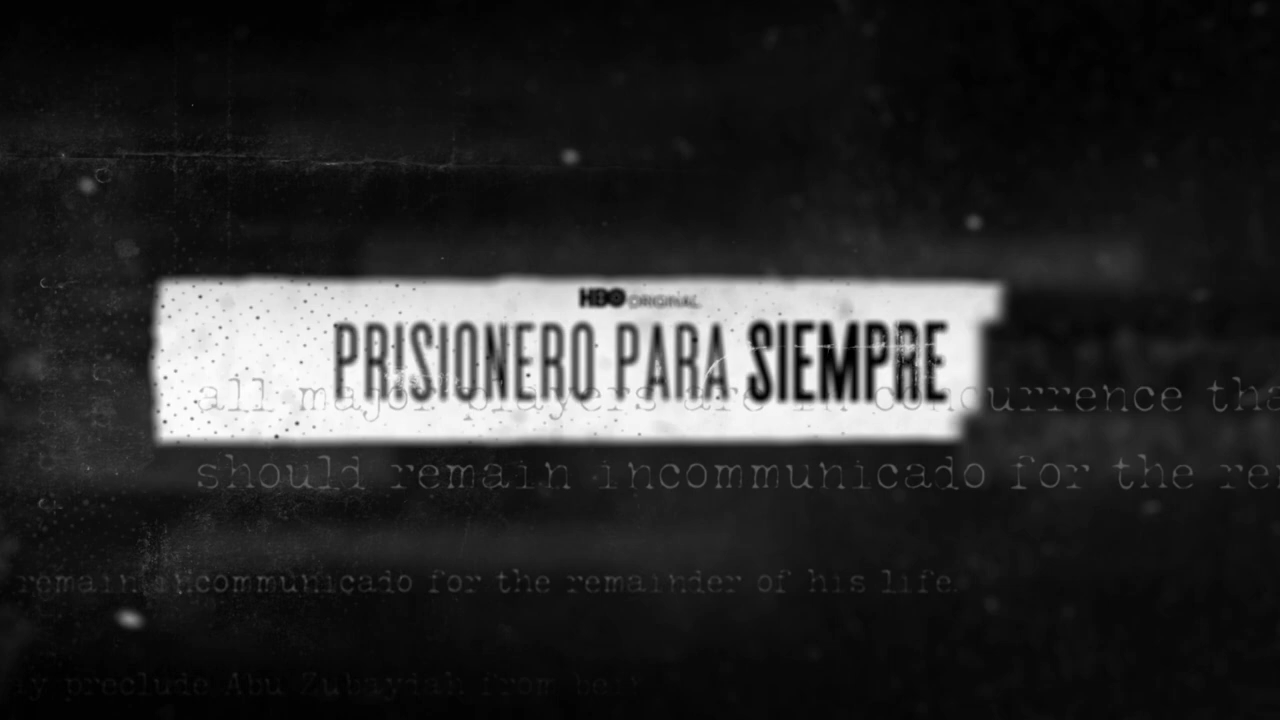 HBO ORIGINAL
PRISIONERO PARA SIEMPRE
all major players are in concurrence tha
should remain incommunicado for the re
remain incommunicado for the remainder of his life.
ay preclude Abu Zubaydah from bei